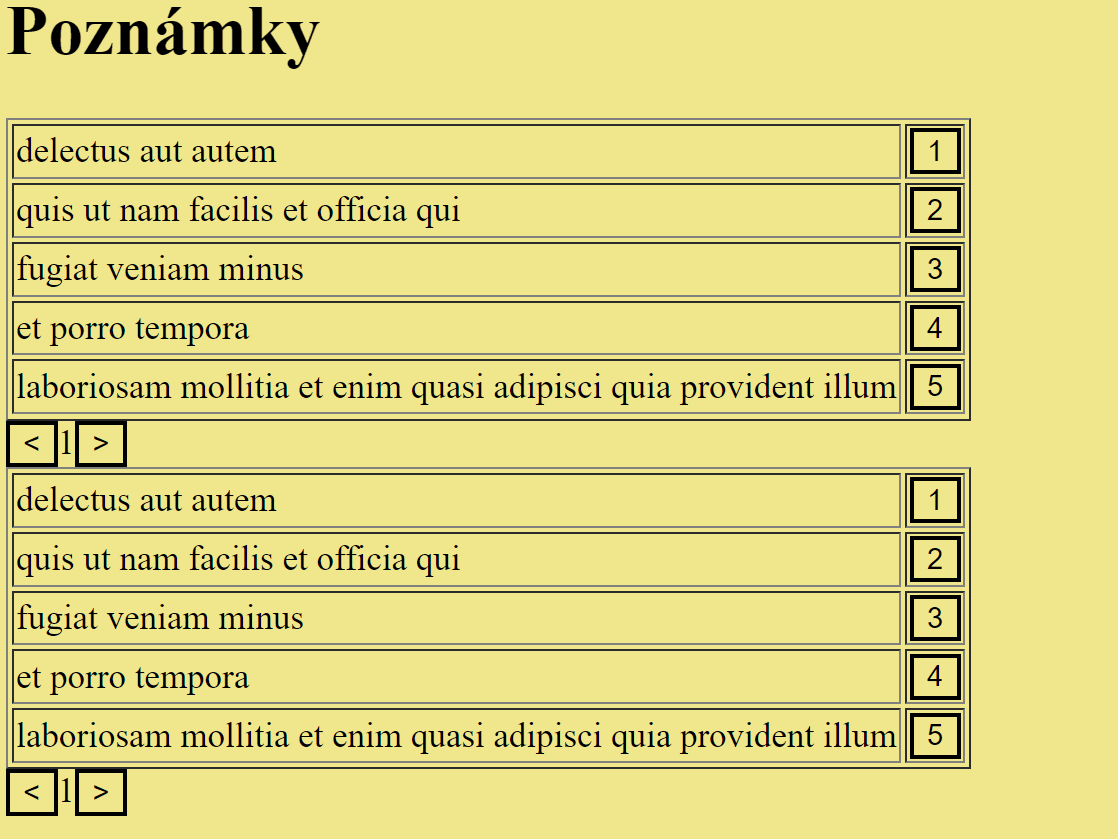 Poznámky
delectus aut autem 1
quis ut nam facilis et officia qui 2
fugiat veniam minus 3
et porro tempora 4
laboriosam mollitia et enim quasi adipisci quia provident illum 5
< 1 >
delectus aut autem 1
quis ut nam facilis et officia qui 2
fugiat veniam minus 3
et porro tempora 4
laboriosam mollitia et enim quasi adipisci quia provident illum 5
< 1 >